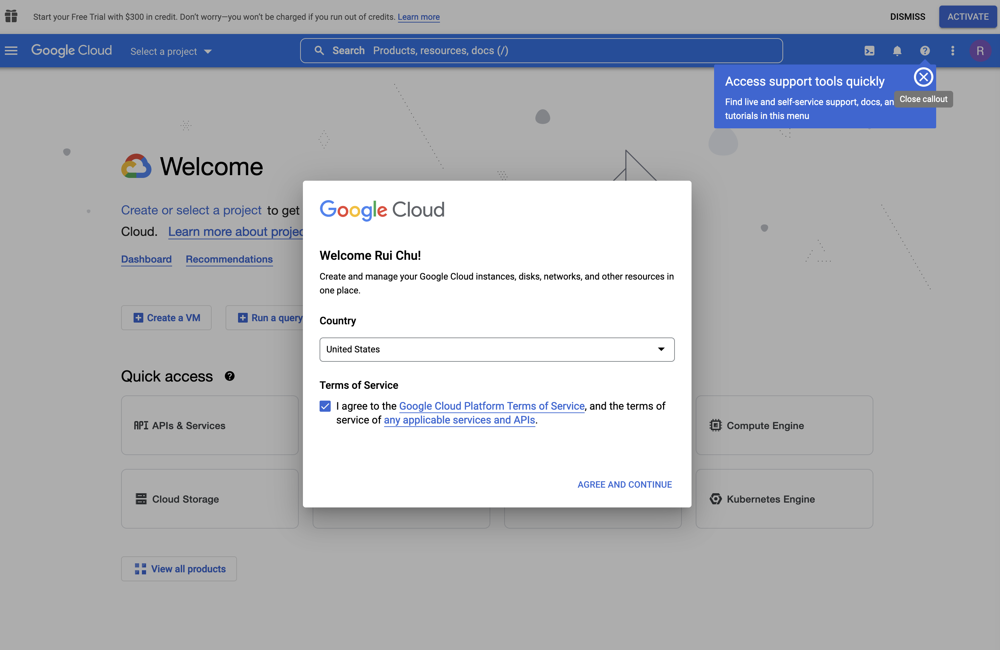 Start your Free Trial with $300 in credit. Don’t worry—you won’t be charged if you run out of credits. Learn more
DISMISS
ACTIVATE
Google Cloud
Select a project
Search Products, resources, docs (/)
R
Access support tools quickly
Find live and self-service support, docs, an
tutorials in this menu
Close callout
Welcome
Create or select a project to get
Cloud. Learn more about projec
Dashboard Recommendations
Create a VM
Run a query
Quick access
API APIs & Services
Cloud Storage
Compute Engine
Kubernetes Engine
View all products
Google Cloud
Welcome Rui Chu!
Create and manage your Google Cloud instances, disks, networks, and other resources in
one place.
Country
United States
Terms of Service
I agree to the Google Cloud Platform Terms of Service, and the terms of
service of any applicable services and APIs.
AGREE AND CONTINUE